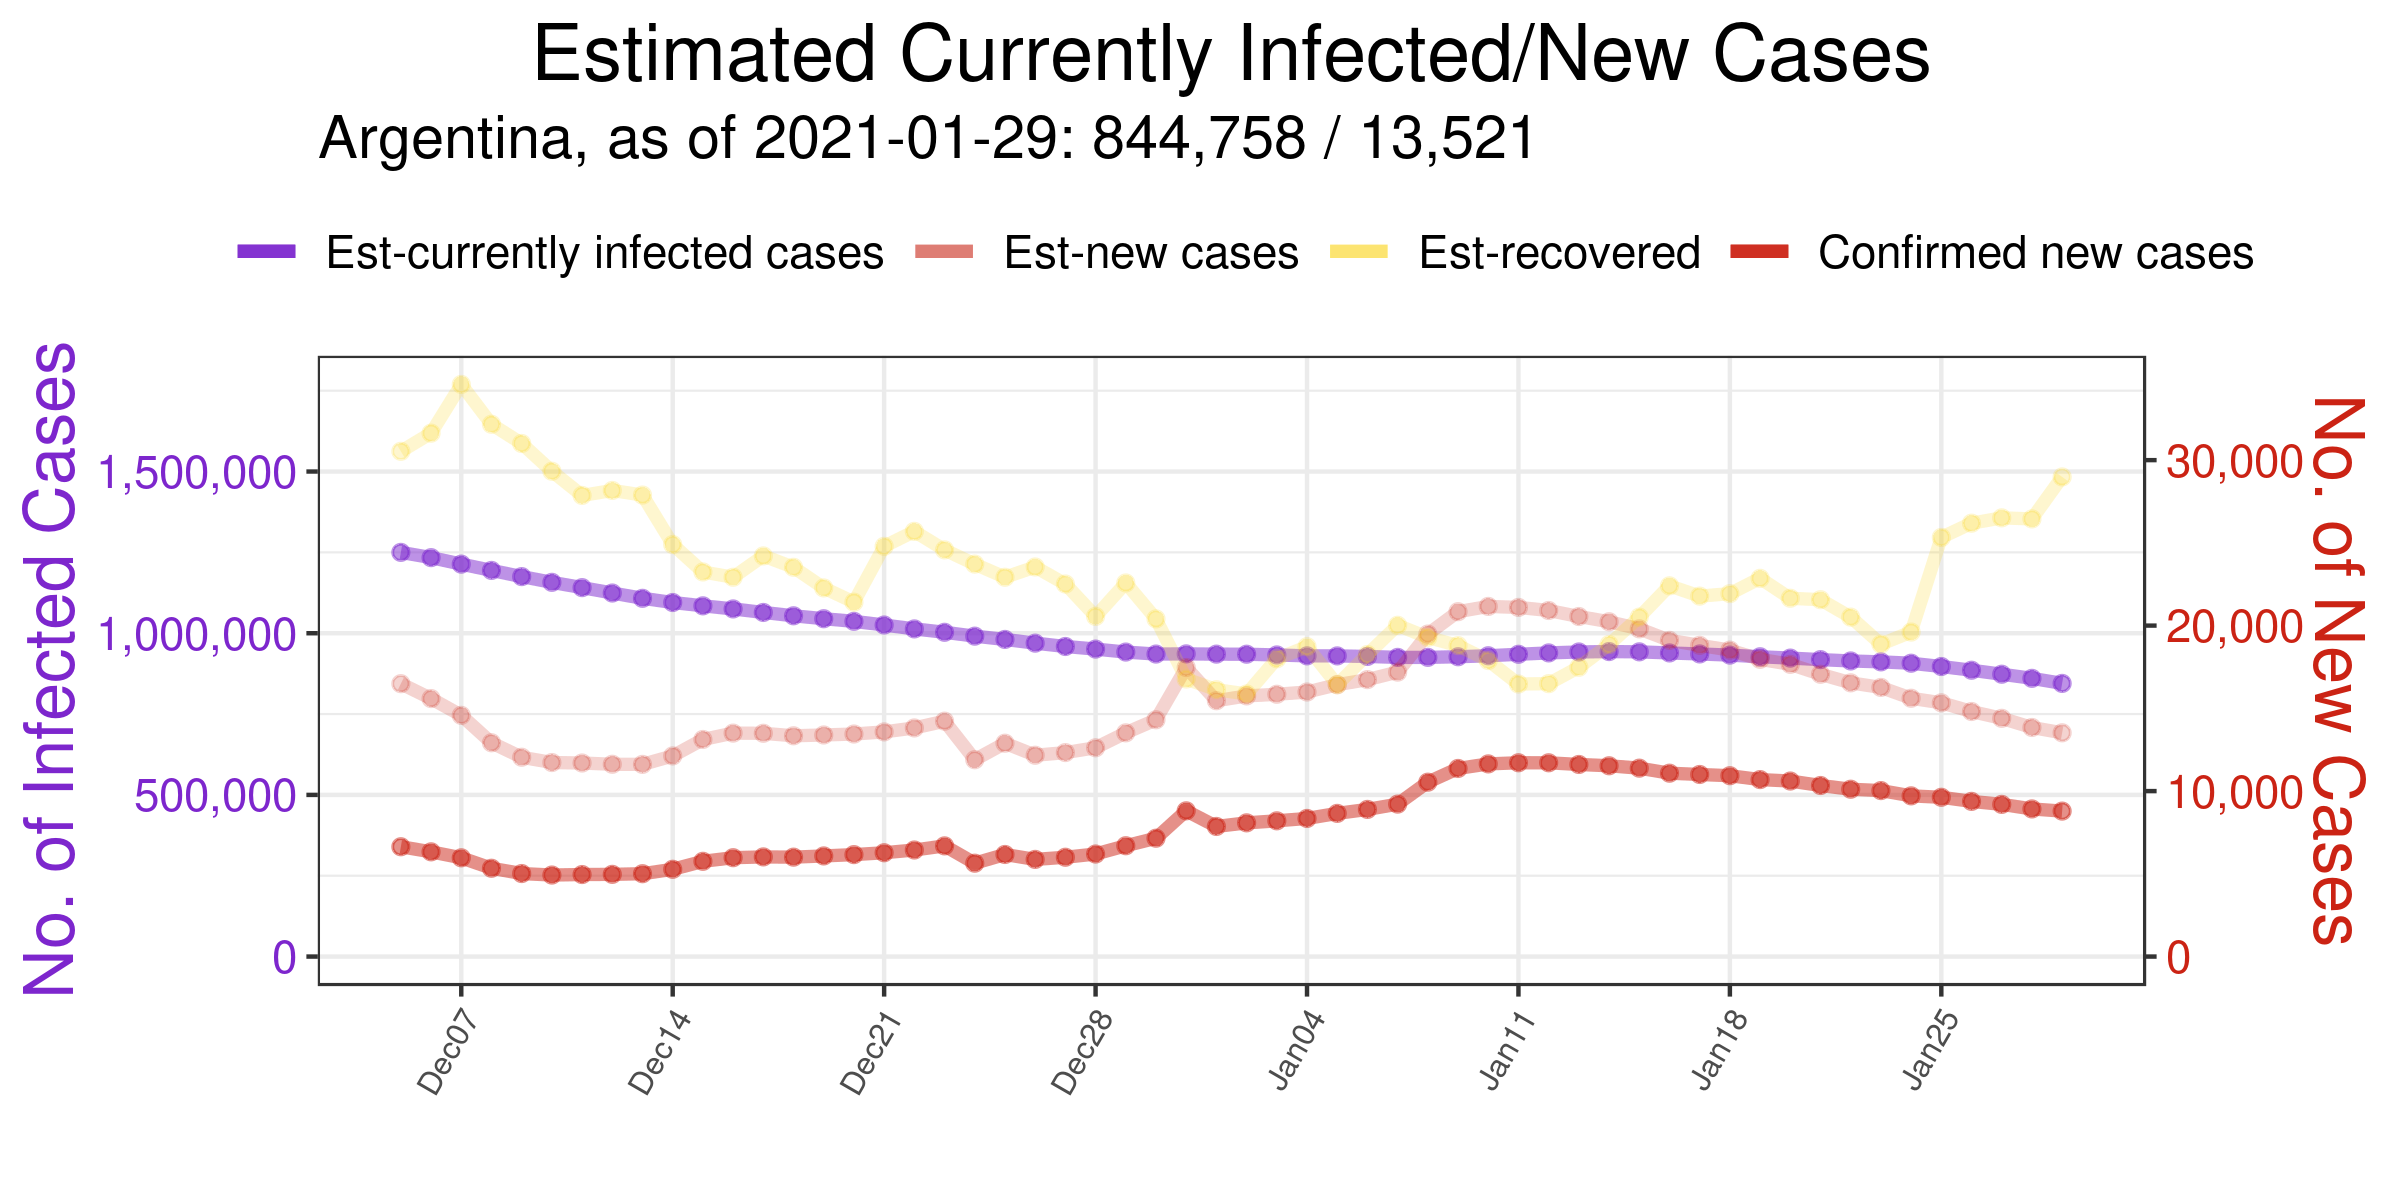 Estimated Currently Infected/New Cases
Argentina, as of 2021-01-29: 844,758 / 13,521
Est-currently infected cases Est-new cases Est-recovered Confirmed new cases
No. of Infected Cases
1,500,000
1,000,000
500,000
0
30,000
20,000
10,000
0
No. of New Cases
Dec07 Dec14 Dec21 Dec28 Jan04 Jan11 Jan18 Jan25